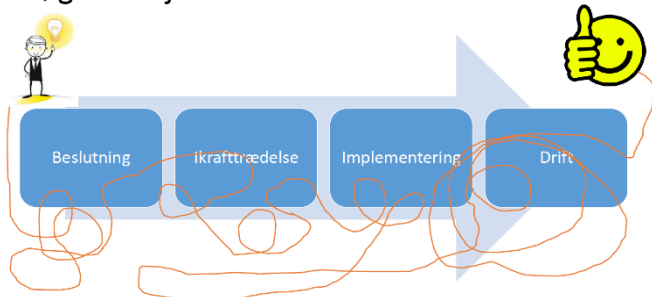 Beslutning
Ikrafttrædelse
Implementering
Drift